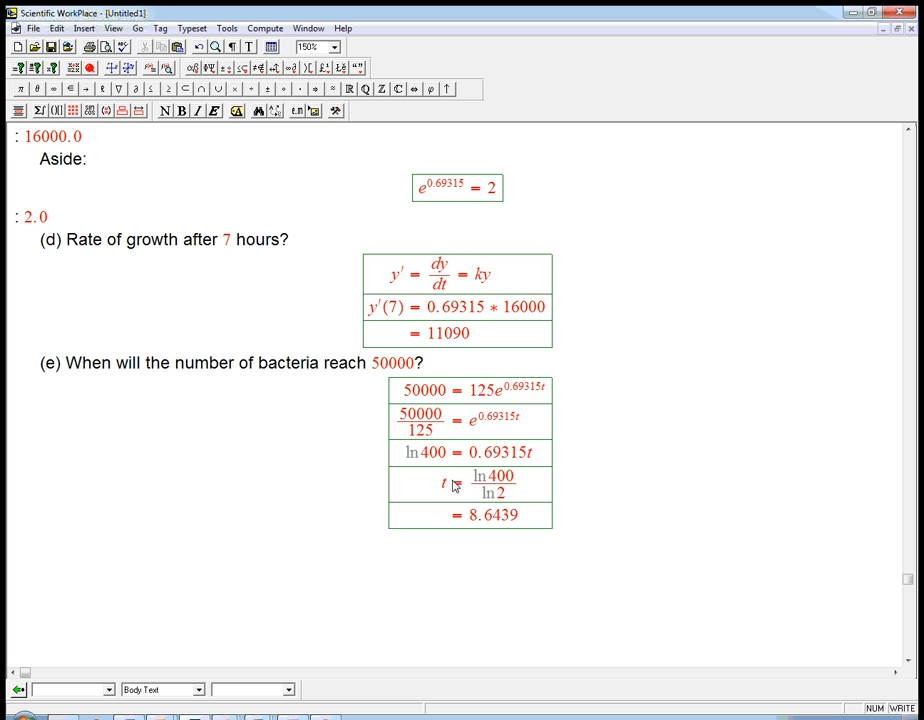 Scientific WorkPlace - [Untitled1]
File Edit Insert View Go Tag Typeset Tools Compute Window Help
150%
N B I E
: 16000.0
Aside:
e^0.69315 = 2
: 2.0
(d) Rate of growth after 7 hours?
y′ = dy/dt = ky
y′(7) = 0.69315 * 16000
= 11090
(e) When will the number of bacteria reach 50000?
50000 = 125e^0.69315t
50000/125 = e^0.69315t
ln 400 = 0.69315t
t = ln 400/ln 2
= 8.6439
Body Text
NUM WRITE